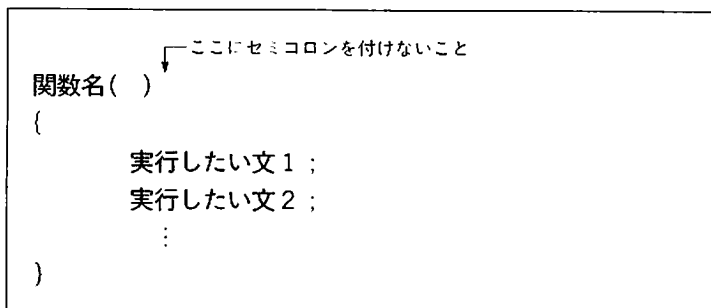 ここにセミコロンを付けないこと
関数名( )
{
実行したい文1 ;
実行したい文2 ;
⋮
}